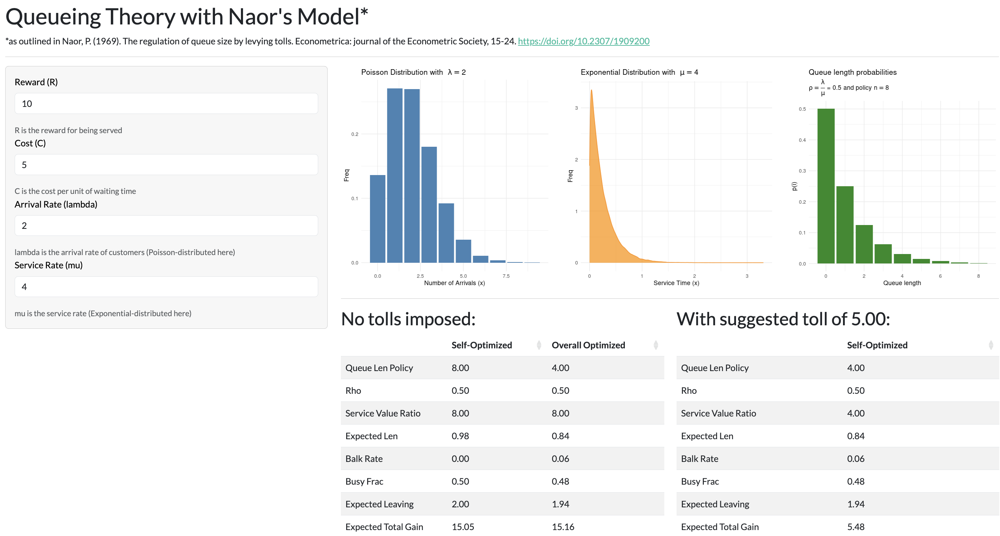 Queueing Theory with Naor's Model*
*as outlined in Naor, P. (1969). The regulation of queue size by levying tolls. Econometrica: journal of the Econometric Society, 15-24. https://doi.org/10.2307/1909200
Reward (R)
10
R is the reward for being served
Cost (C)
5
C is the cost per unit of waiting time
Arrival Rate (lambda)
2
lambda is the arrival rate of customers (Poisson-distributed here)
Service Rate (mu)
4
mu is the service rate (Exponential-distributed here)
Poisson Distribution with λ = 2
Freq
0.2
0.1
0.0
0.0 2.5 5.0 7.5
Number of Arrivals (x)
Exponential Distribution with μ = 4
Freq
3
2
1
0
0 1 2 3
Service Time (x)
Queue length probabilities
ρ = λ/μ = 0.5 and policy n = 8
p(i)
0.5
0.4
0.3
0.2
0.1
0.0
0 2 4 6 8
Queue length
No tolls imposed:
Self-Optimized Overall Optimized
Queue Len Policy 8.00 4.00
Rho 0.50 0.50
Service Value Ratio 8.00 8.00
Expected Len 0.98 0.84
Balk Rate 0.00 0.06
Busy Frac 0.50 0.48
Expected Leaving 2.00 1.94
Expected Total Gain 15.05 15.16
With suggested toll of 5.00:
Self-Optimized
Queue Len Policy 4.00
Rho 0.50
Service Value Ratio 4.00
Expected Len 0.84
Balk Rate 0.06
Busy Frac 0.48
Expected Leaving 1.94
Expected Total Gain 5.48